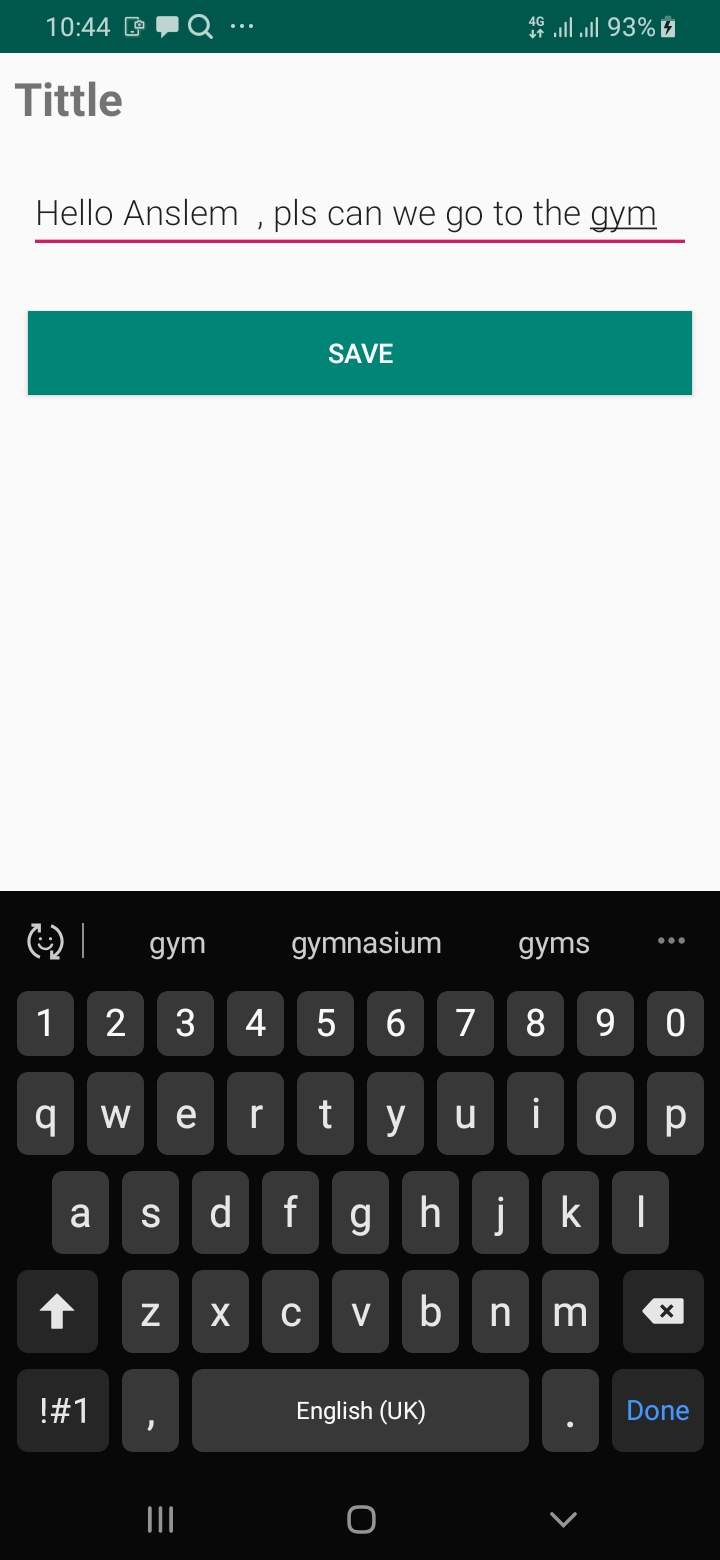 10:44 4G 93%
Tittle
Hello Anslem , pls can we go to the gym
SAVE
gym gymnasium gyms
1 2 3 4 5 6 7 8 9 0
q w e r t y u i o p
a s d f g h j k l
z x c v b n m
!#1 , English (UK) . Done